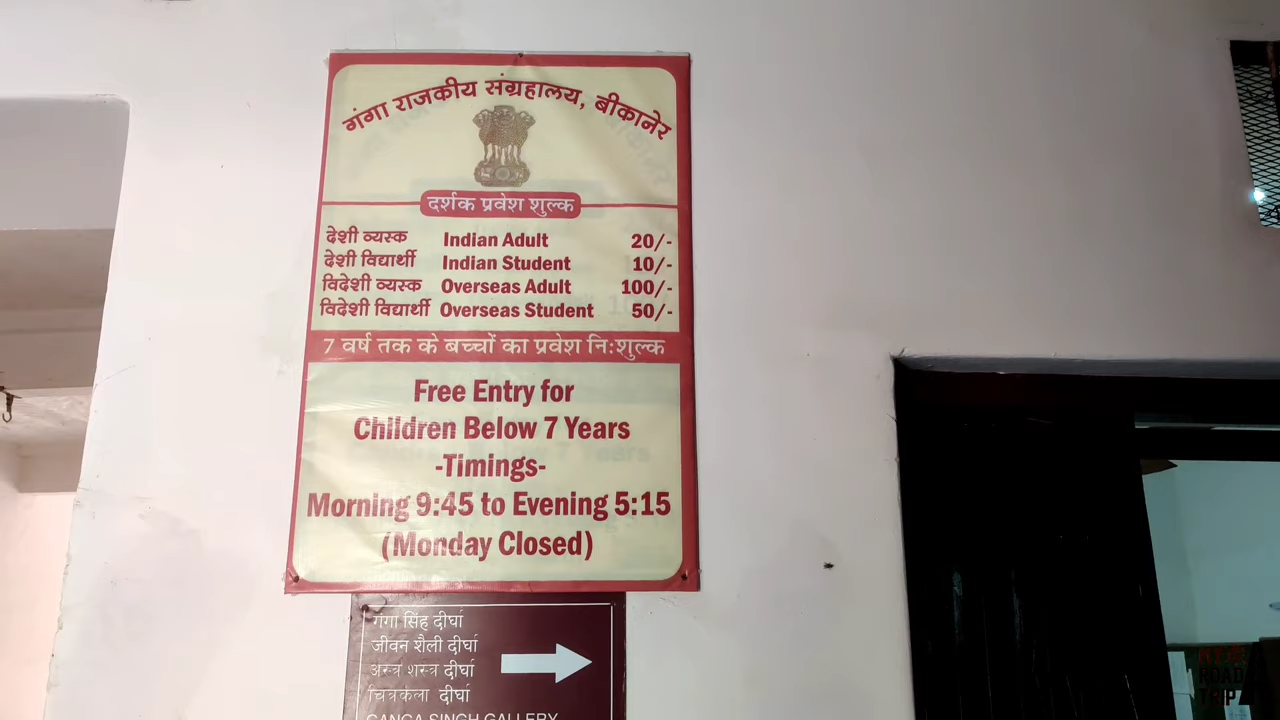 गंगा राजकीय संग्रहालय, बीकानेर
दर्शक प्रवेश शुल्क
देशी व्यस्क Indian Adult 20/-
देशी विद्यार्थी Indian Student 10/-
विदेशी व्यस्क Overseas Adult 100/-
विदेशी विद्यार्थी Overseas Student 50/-
7 वर्ष तक के बच्चों का प्रवेश निःशुल्क
Free Entry for
Children Below 7 Years
-Timings-
Morning 9:45 to Evening 5:15
(Monday Closed)
गंगा सिंह दीर्घा
जीवन शैली दीर्घा
अस्त्र शस्त्र दीर्घा
चित्रकला दीर्घा
GANGA SINGH GALLERY
ROAD
TRIP